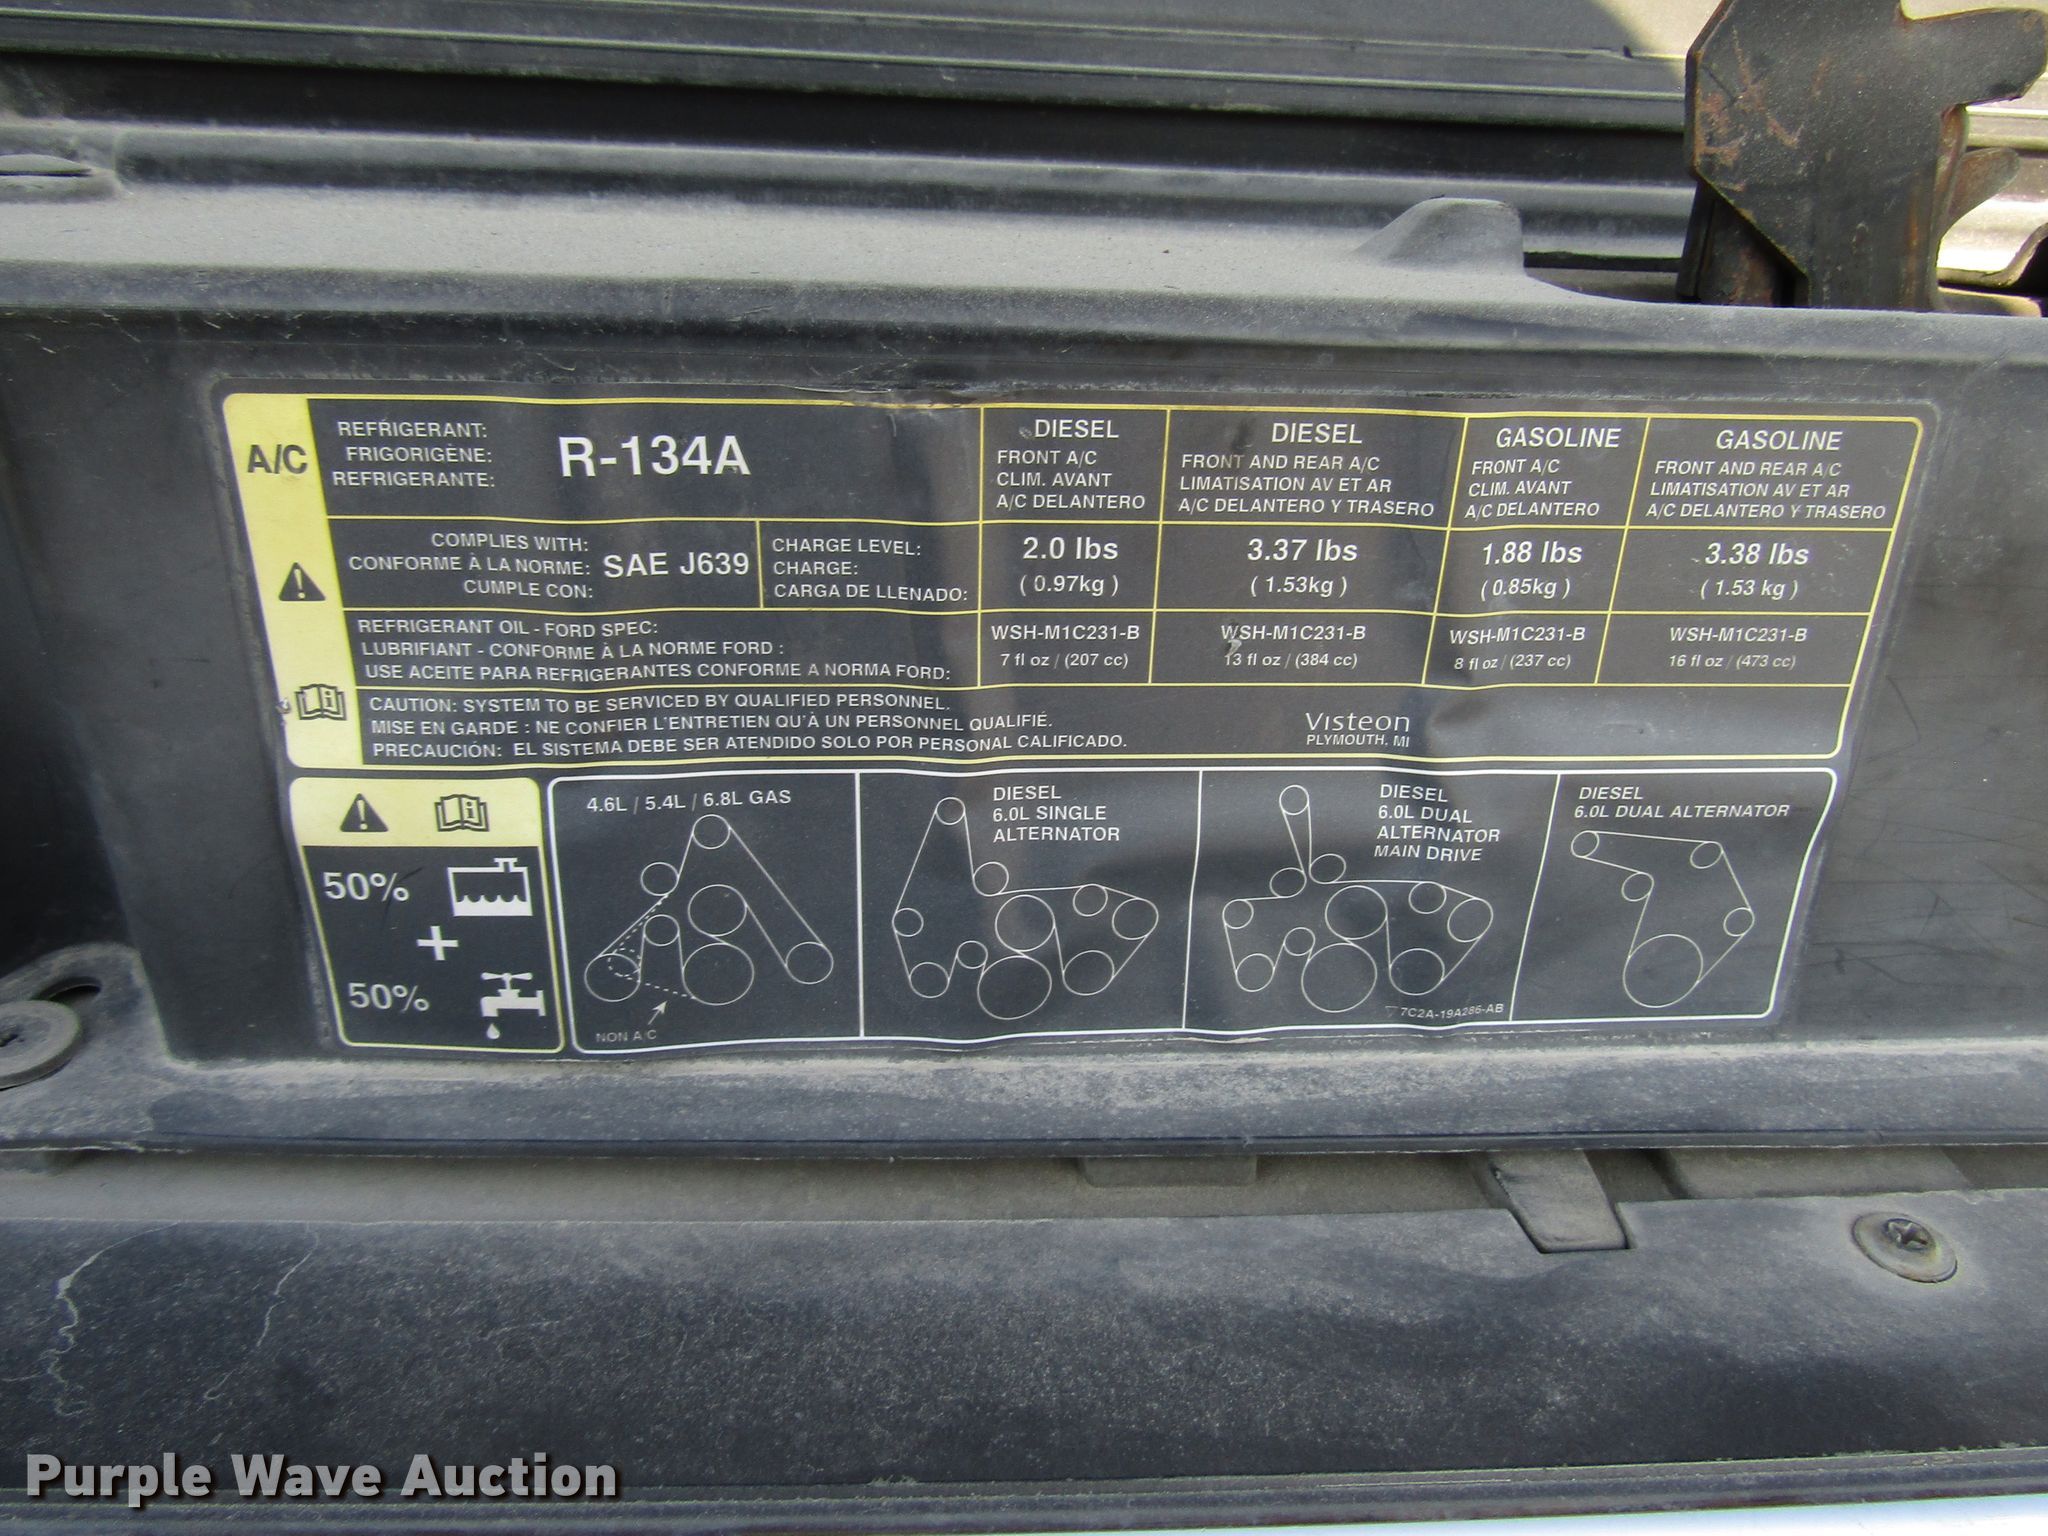 A/C
REFRIGERANT:
FRIGORIGÈNE:
REFRIGERANTE:
R-134A
DIESEL
FRONT A/C
CLIM. AVANT
A/C DELANTERO
DIESEL
FRONT AND REAR A/C
LIMATISATION AV ET AR
A/C DELANTERO Y TRASERO
GASOLINE
FRONT A/C
CLIM. AVANT
A/C DELANTERO
GASOLINE
FRONT AND REAR A/C
LIMATISATION AV ET AR
A/C DELANTERO Y TRASERO
COMPLIES WITH:
CONFORME À LA NORME:
CUMPLE CON:
SAE J639
CHARGE LEVEL:
CHARGE:
CARGA DE LLENADO:
2.0 lbs
(0.97kg)
3.37 lbs
(1.53kg)
1.88 lbs
(0.85kg)
3.38 lbs
(1.53 kg)
REFRIGERANT OIL - FORD SPEC:
LUBRIFIANT - CONFORME À LA NORME FORD :
USE ACEITE PARA REFRIGERANTES CONFORME A NORMA FORD:
WSH-M1C231-B
7 fl oz / (207 cc)
WSH-M1C231-B
13 fl oz / (384 cc)
WSH-M1C231-B
8 fl oz / (237 cc)
WSH-M1C231-B
16 fl oz / (473 cc)
CAUTION: SYSTEM TO BE SERVICED BY QUALIFIED PERSONNEL.
MISE EN GARDE : NE CONFIER L'ENTRETIEN QU'À UN PERSONNEL QUALIFIÉ.
PRECAUCIÓN: EL SISTEMA DEBE SER ATENDIDO SOLO POR PERSONAL CALIFICADO.
Visteon
PLYMOUTH, MI
50%
+
50%
4.6L / 5.4L / 6.8L GAS
NON A/C
DIESEL
6.0L SINGLE
ALTERNATOR
DIESEL
6.0L DUAL
ALTERNATOR
MAIN DRIVE
7C2A-19A286-AB
DIESEL
6.0L DUAL ALTERNATOR
Purple Wave Auction